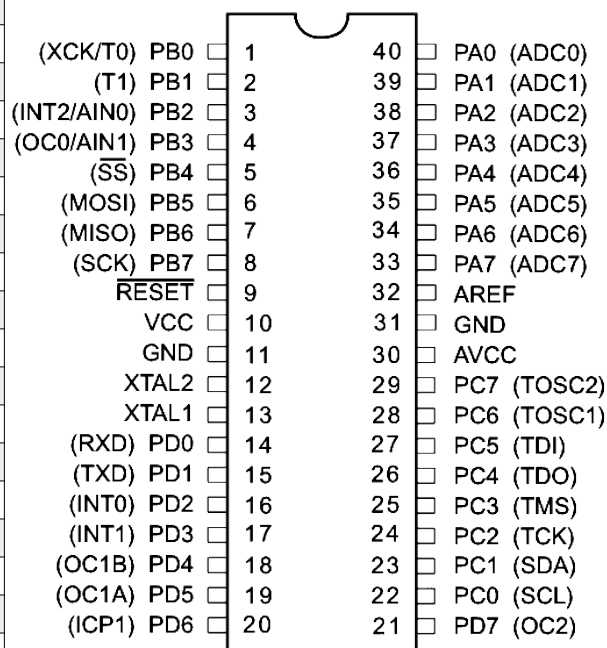 (XCK/T0) PB0 1 40 PA0 (ADC0)
(T1) PB1 2 39 PA1 (ADC1)
(INT2/AIN0) PB2 3 38 PA2 (ADC2)
(OC0/AIN1) PB3 4 37 PA3 (ADC3)
(S̅S̅) PB4 5 36 PA4 (ADC4)
(MOSI) PB5 6 35 PA5 (ADC5)
(MISO) PB6 7 34 PA6 (ADC6)
(SCK) PB7 8 33 PA7 (ADC7)
R̅E̅S̅E̅T̅ 9 32 AREF
VCC 10 31 GND
GND 11 30 AVCC
XTAL2 12 29 PC7 (TOSC2)
XTAL1 13 28 PC6 (TOSC1)
(RXD) PD0 14 27 PC5 (TDI)
(TXD) PD1 15 26 PC4 (TDO)
(INT0) PD2 16 25 PC3 (TMS)
(INT1) PD3 17 24 PC2 (TCK)
(OC1B) PD4 18 23 PC1 (SDA)
(OC1A) PD5 19 22 PC0 (SCL)
(ICP1) PD6 20 21 PD7 (OC2)